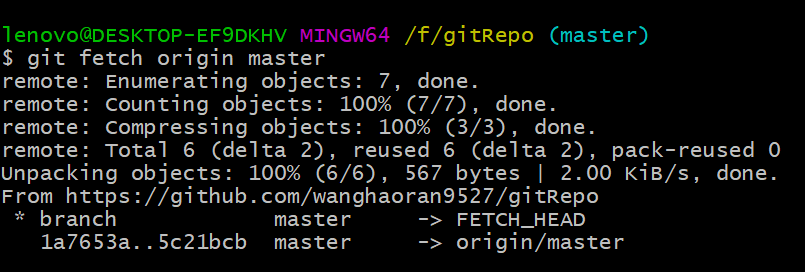 lenovo@DESKTOP-EF9DKHV MINGW64 /f/gitRepo (master)
$ git fetch origin master
remote: Enumerating objects: 7, done.
remote: Counting objects: 100% (7/7), done.
remote: Compressing objects: 100% (3/3), done.
remote: Total 6 (delta 2), reused 6 (delta 2), pack-reused 0
Unpacking objects: 100% (6/6), 567 bytes | 2.00 KiB/s, done.
From https://github.com/wanghaoran9527/gitRepo
 * branch            master     -> FETCH_HEAD
   1a7653a..5c21bcb  master     -> origin/master